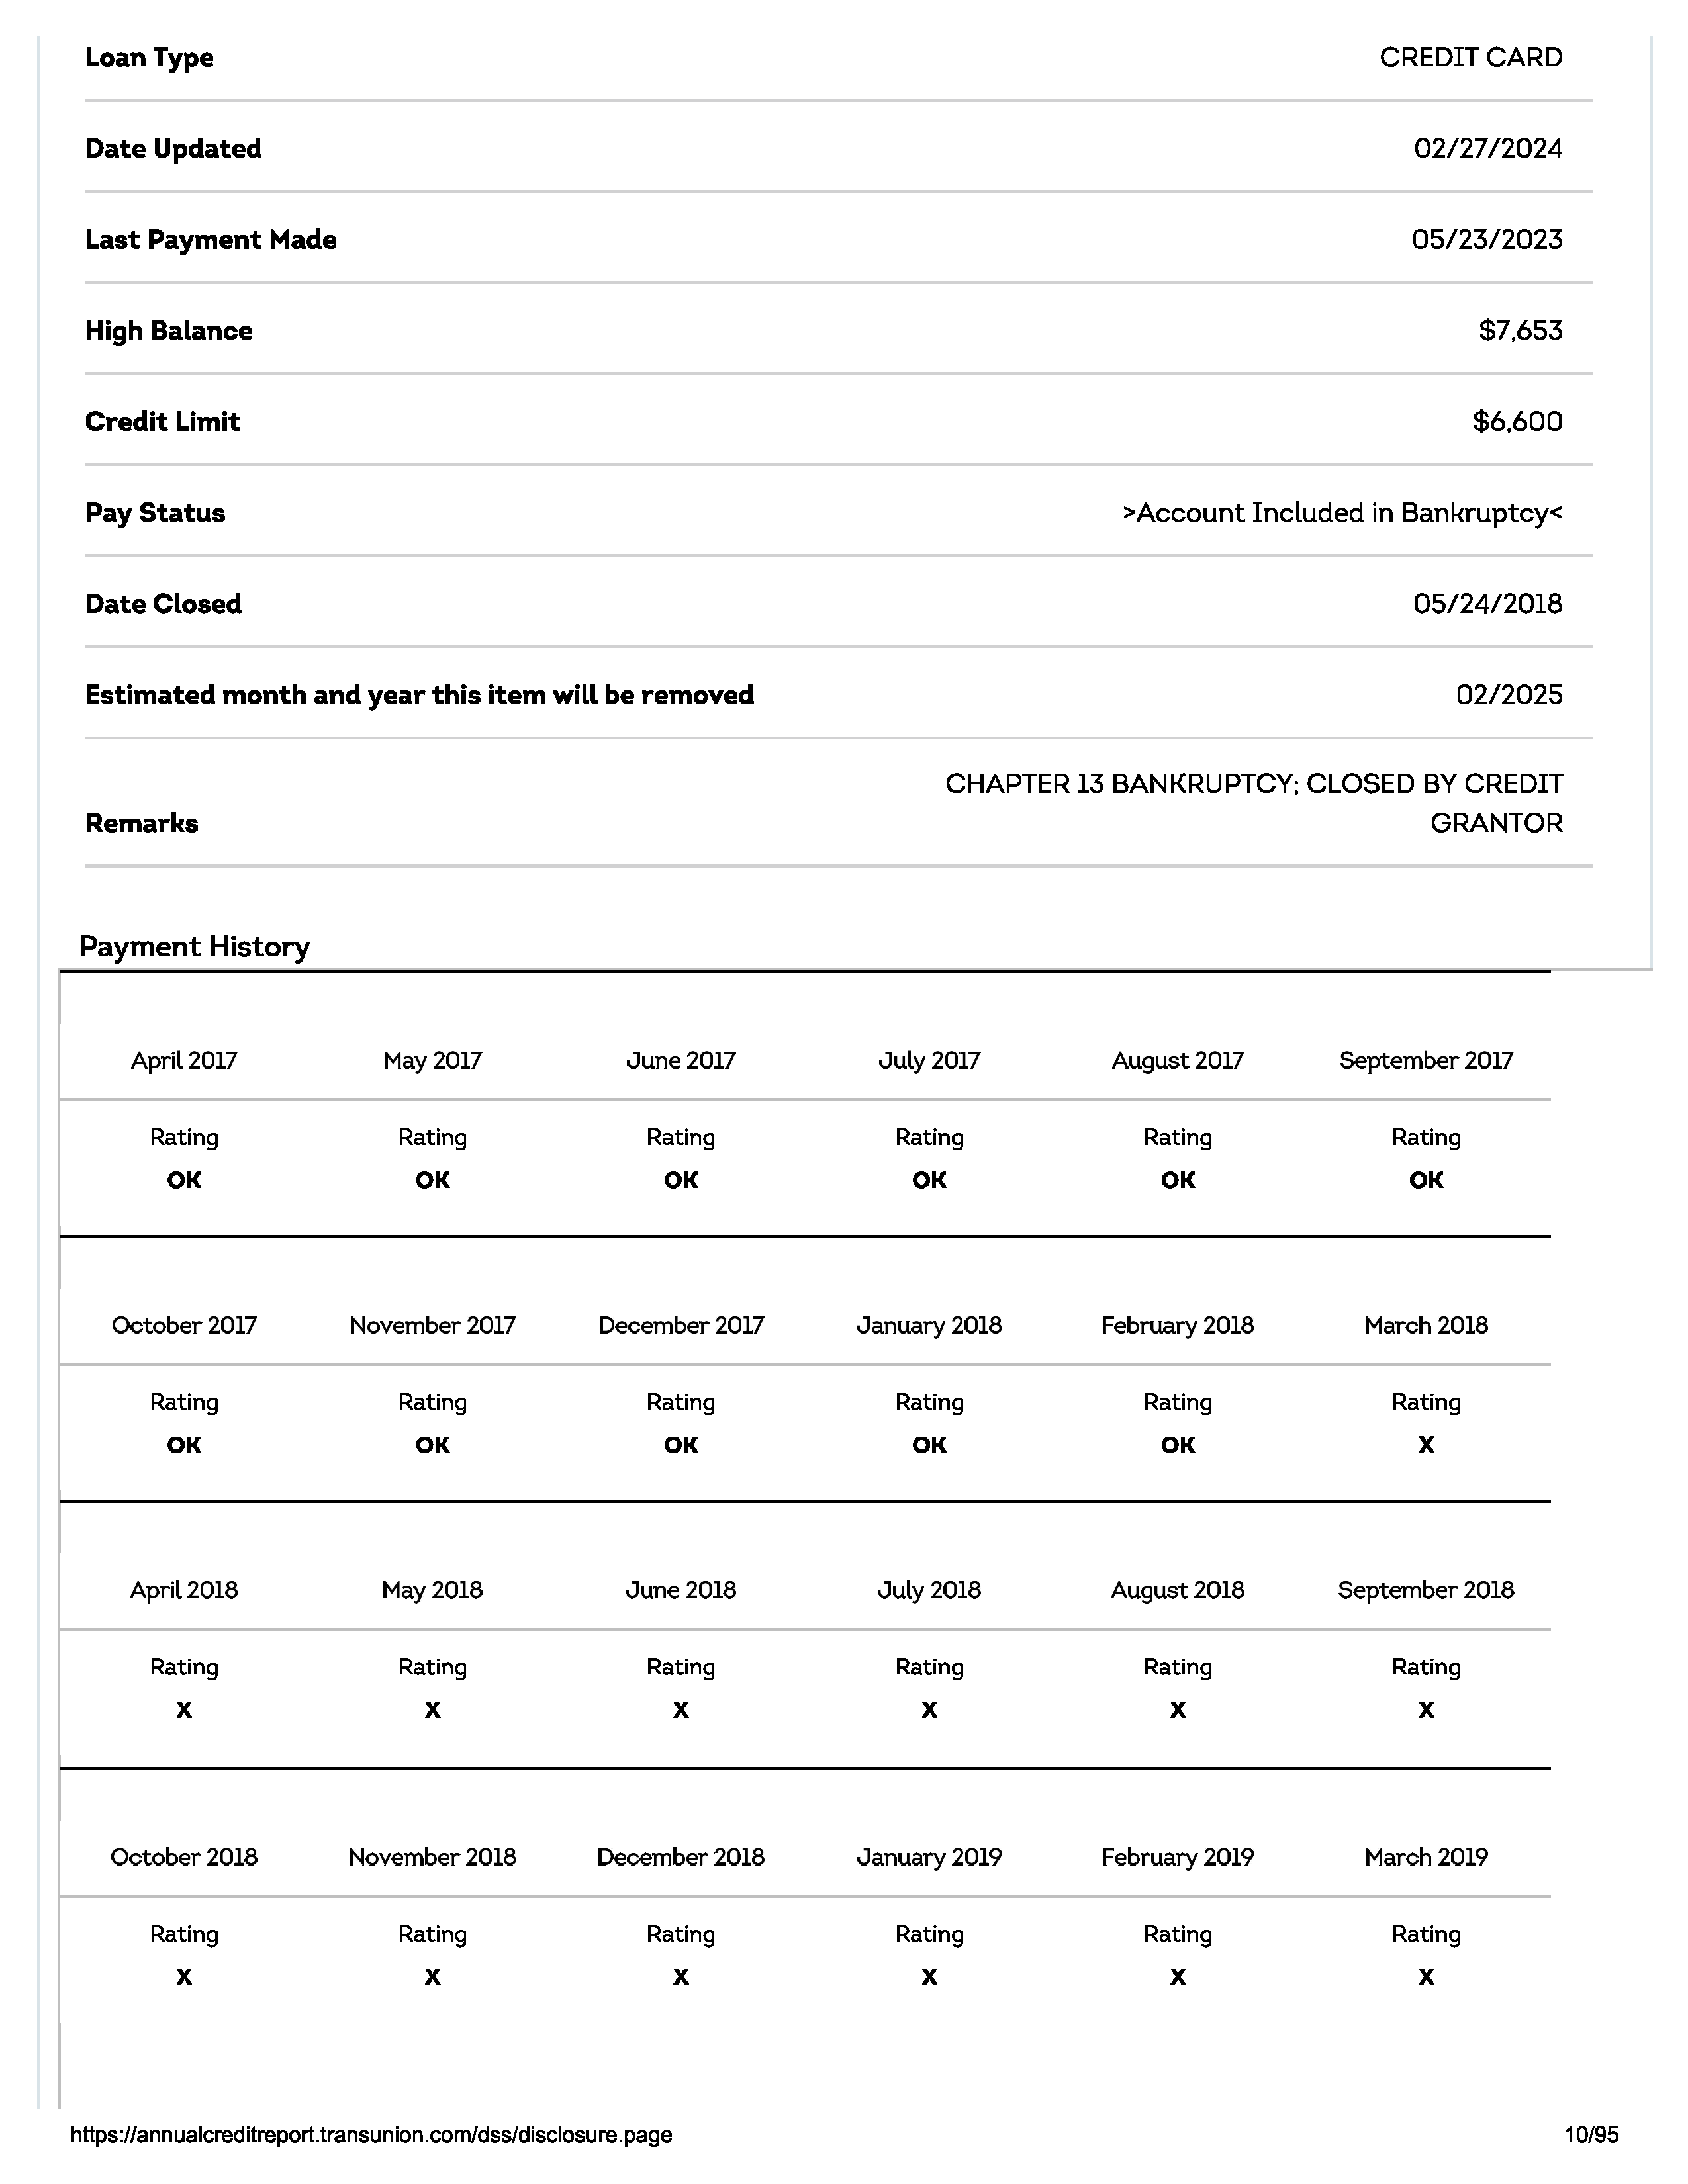 Loan Type CREDIT CARD
Date Updated 02/27/2024
Last Payment Made 05/23/2023
High Balance $7,653
Credit Limit $6,600
Pay Status >Account Included in Bankruptcy<
Date Closed 05/24/2018
Estimated month and year this item will be removed 02/2025
CHAPTER 13 BANKRUPTCY; CLOSED BY CREDIT
Remarks GRANTOR
Payment History
April 2017 May 2017 June 2017 July 2017 August 2017 September 2017
Rating Rating Rating Rating Rating Rating
OK OK OK OK OK OK
October 2017 November 2017 December 2017 January 2018 February 2018 March 2018
Rating Rating Rating Rating Rating Rating
OK OK OK OK OK X
April 2018 May 2018 June 2018 July 2018 August 2018 September 2018
Rating Rating Rating Rating Rating Rating
X X X X X X
October 2018 November 2018 December 2018 January 2019 February 2019 March 2019
Rating Rating Rating Rating Rating Rating
X X X X X X
https://annualcreditreport.transunion.com/dss/disclosure.page 10/95